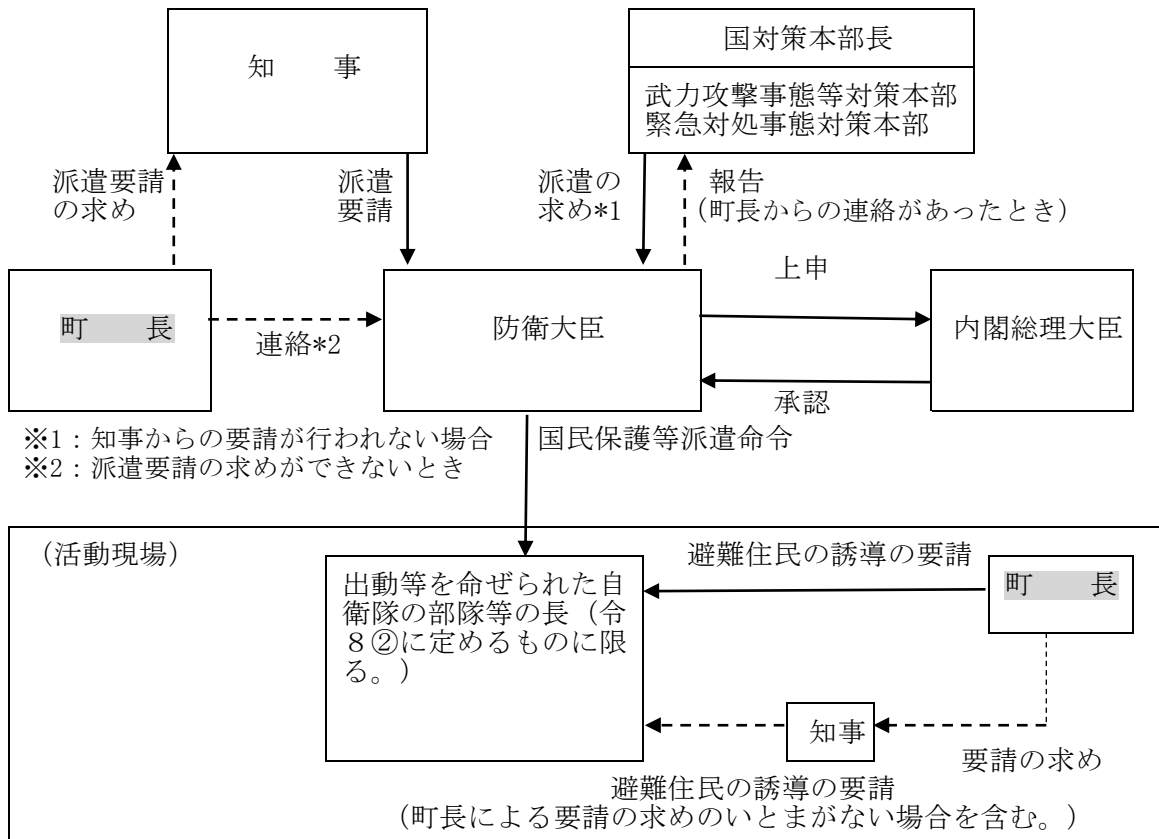 知　　事
国対策本部長
武力攻撃事態等対策本部
緊急対処事態対策本部
派遣要請
の求め
派遣
要請
派遣の
求め*1
報告
（町長からの連絡があったとき）
上申
町　　長
連絡*2
防衛大臣
内閣総理大臣
承認
※1：知事からの要請が行われない場合
※2：派遣要請の求めができないとき
国民保護等派遣命令
（活動現場）
避難住民の誘導の要請
出動等を命ぜられた自
衛隊の部隊等の長（令
８②に定めるものに限
る。）
町　　長
知事
要請の求め
避難住民の誘導の要請
（町長による要請の求めのいとまがない場合を含む。）